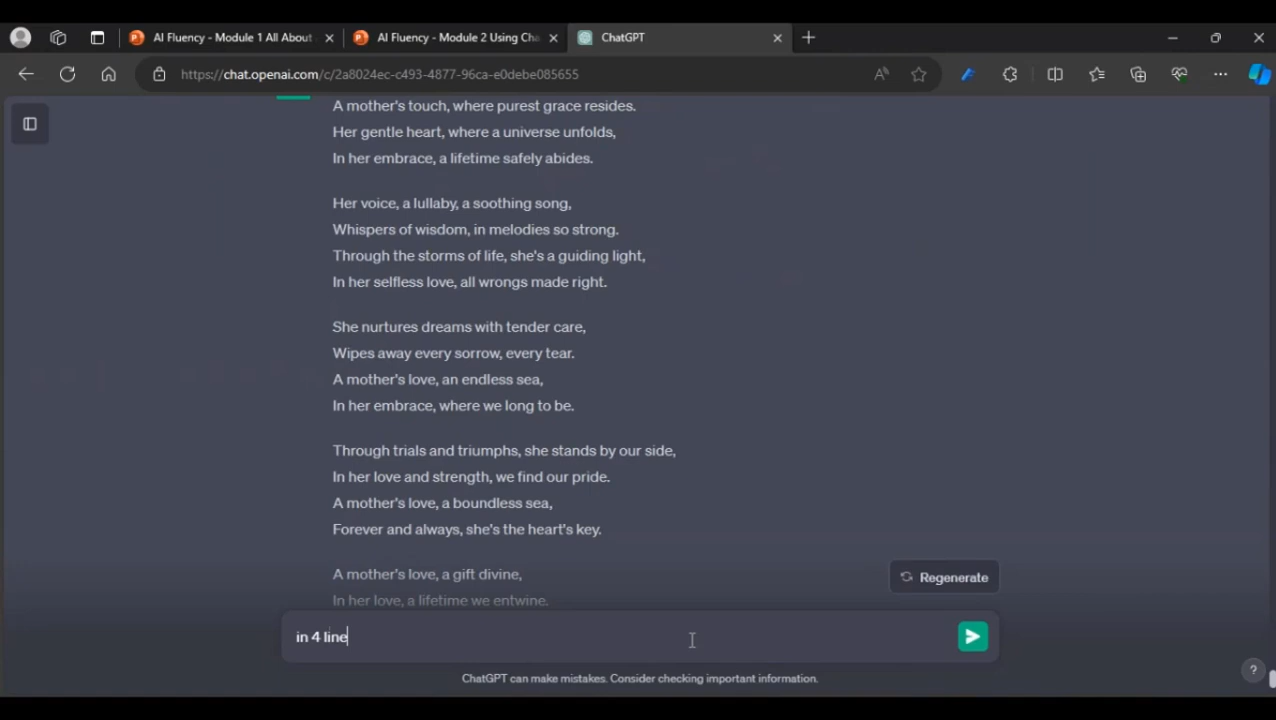 AI Fluency - Module 1 All About
AI Fluency - Module 2 Using Cha
ChatGPT
https://chat.openai.com/c/2a8024ec-c493-4877-96ca-e0debe085655
A mother's touch, where purest grace resides.
Her gentle heart, where a universe unfolds,
In her embrace, a lifetime safely abides.
Her voice, a lullaby, a soothing song,
Whispers of wisdom, in melodies so strong.
Through the storms of life, she's a guiding light,
In her selfless love, all wrongs made right.
She nurtures dreams with tender care,
Wipes away every sorrow, every tear.
A mother's love, an endless sea,
In her embrace, where we long to be.
Through trials and triumphs, she stands by our side,
In her love and strength, we find our pride.
A mother's love, a boundless sea,
Forever and always, she's the heart's key.
A mother's love, a gift divine,
Regenerate
In her love, a lifetime we entwine.
in 4 line
ChatGPT can make mistakes. Consider checking important information.
?